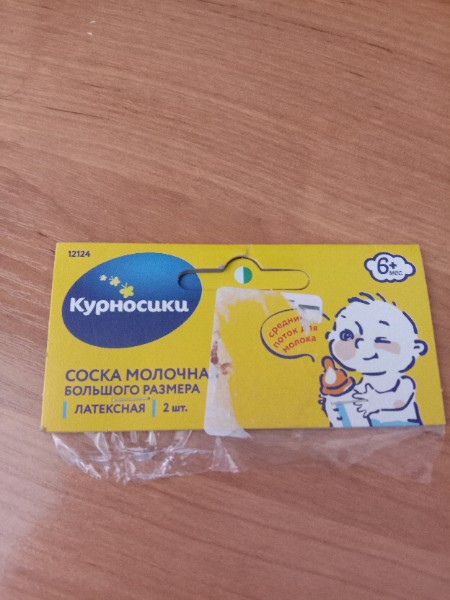 12124
6+
мес
Курносики
средний
поток для
молока
СОСКА МОЛОЧНА
БОЛЬШОГО РАЗМЕРА
ЛАТЕКСНАЯ 2 шт.